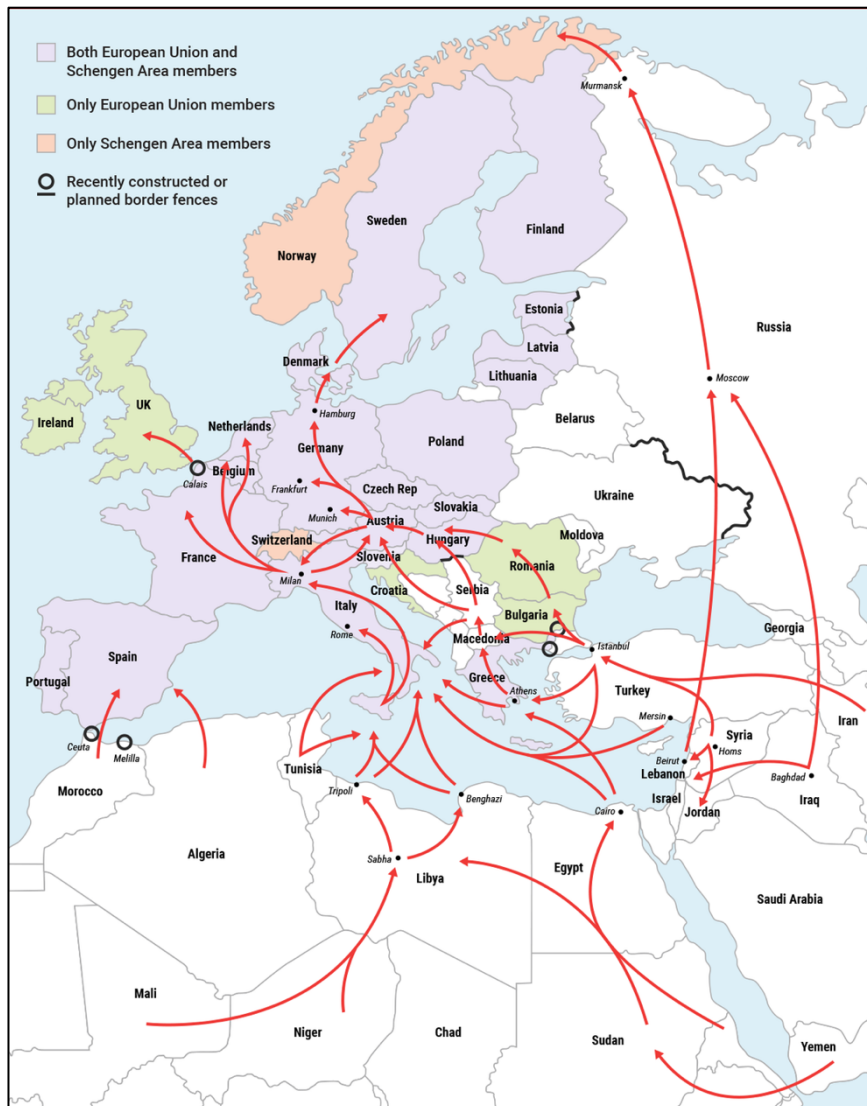 Both European Union and
Schengen Area members
Only European Union members
Only Schengen Area members
Recently constructed or
planned border fences
Murmansk
Sweden
Finland
Norway
Estonia
Russia
Latvia
Denmark
Lithuania
Moscow
UK
Hamburg
Belarus
Ireland
Netherlands
Germany
Poland
Belgium
Calais
Frankfurt
Czech Rep
Ukraine
Munich
Slovakia
Austria
Switzerland
Hungary
Moldova
France
Slovenia
Romania
Milan
Croatia
Serbia
Italy
Bulgaria
Rome
Macedonia
Georgia
Istanbul
Spain
Portugal
Greece
Athens
Turkey
Iran
Mersin
Ceuta
Melilla
Syria
Homs
Beirut
Tunisia
Lebanon
Baghdad
Morocco
Tripoli
Benghazi
Israel
Iraq
Cairo
Jordan
Algeria
Sabha
Libya
Egypt
Saudi Arabia
Mali
Niger
Chad
Sudan
Yemen